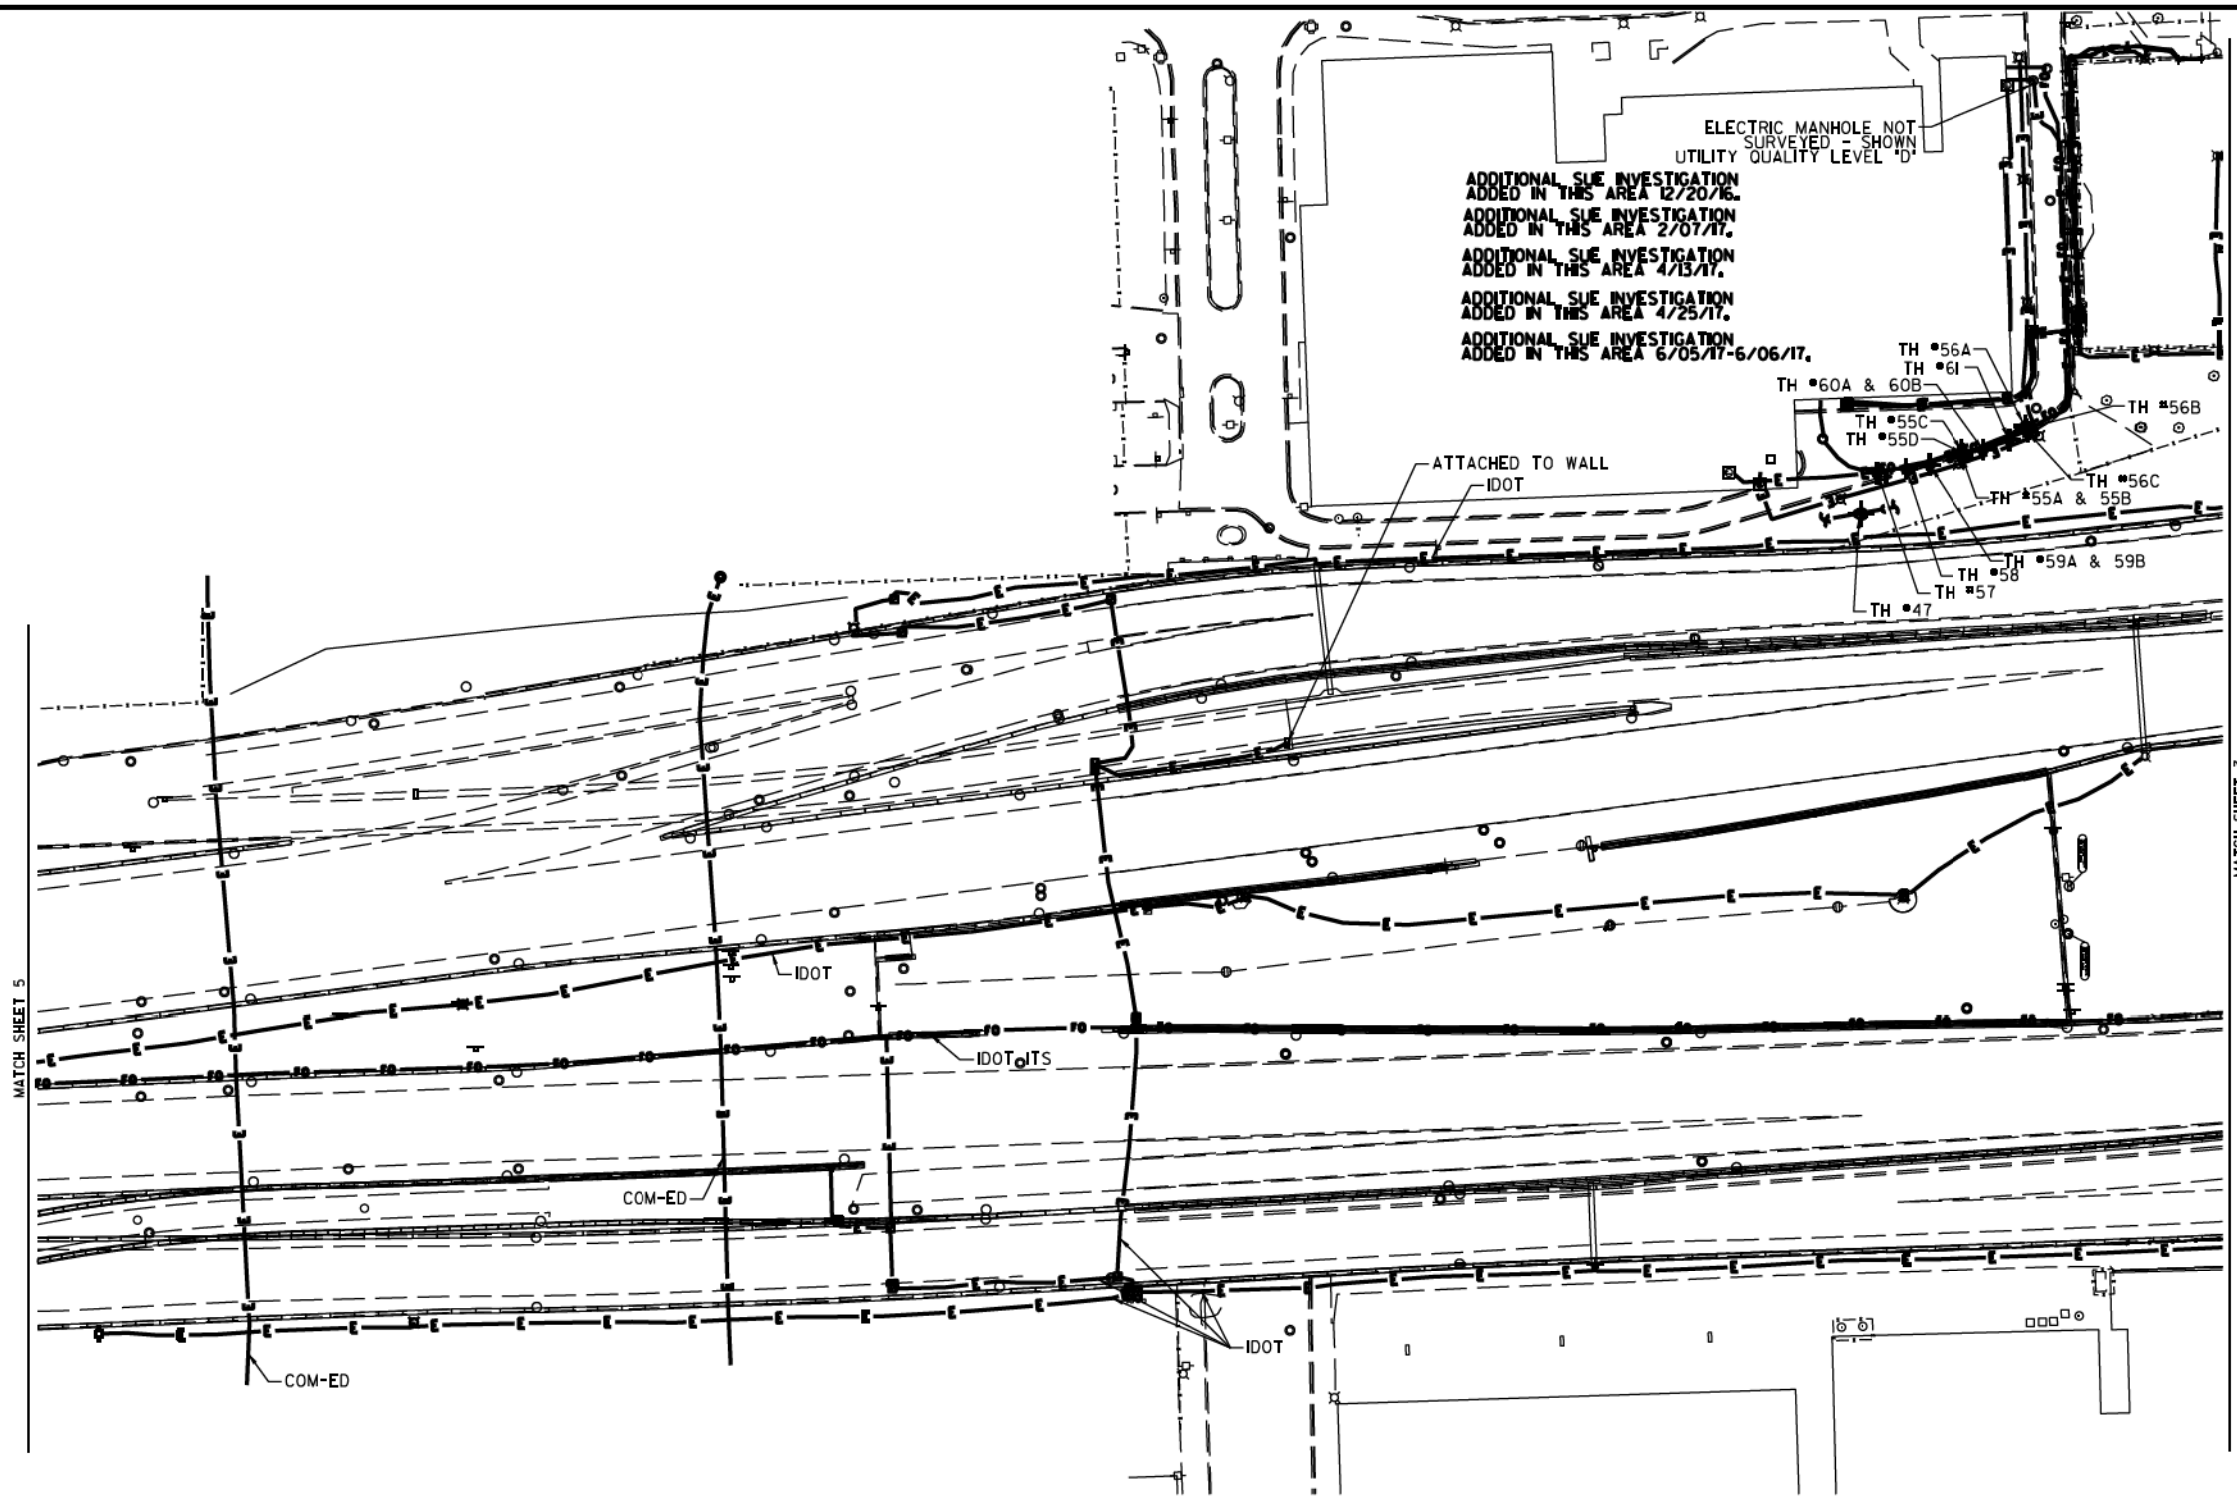 ELECTRIC MANHOLE NOT
SURVEYED - SHOWN
UTILITY QUALITY LEVEL "D"
ADDITIONAL SUE INVESTIGATION
ADDED IN THIS AREA 12/20/16.
ADDITIONAL SUE INVESTIGATION
ADDED IN THIS AREA 2/07/17.
ADDITIONAL SUE INVESTIGATION
ADDED IN THIS AREA 4/13/17.
ADDITIONAL SUE INVESTIGATION
ADDED IN THIS AREA 4/25/17.
ADDITIONAL SUE INVESTIGATION
ADDED IN THIS AREA 6/05/17-6/06/17.
TH #56A
TH #61
TH #60A & 60B
TH #56B
TH #55C
TH #55D
ATTACHED TO WALL
IDOT
TH #56C
TH #55A & 55B
TH #59A & 59B
TH #58
TH #57
TH #47
IDOT
IDOT ITS
MATCH SHEET 5
COM-ED
IDOT
COM-ED